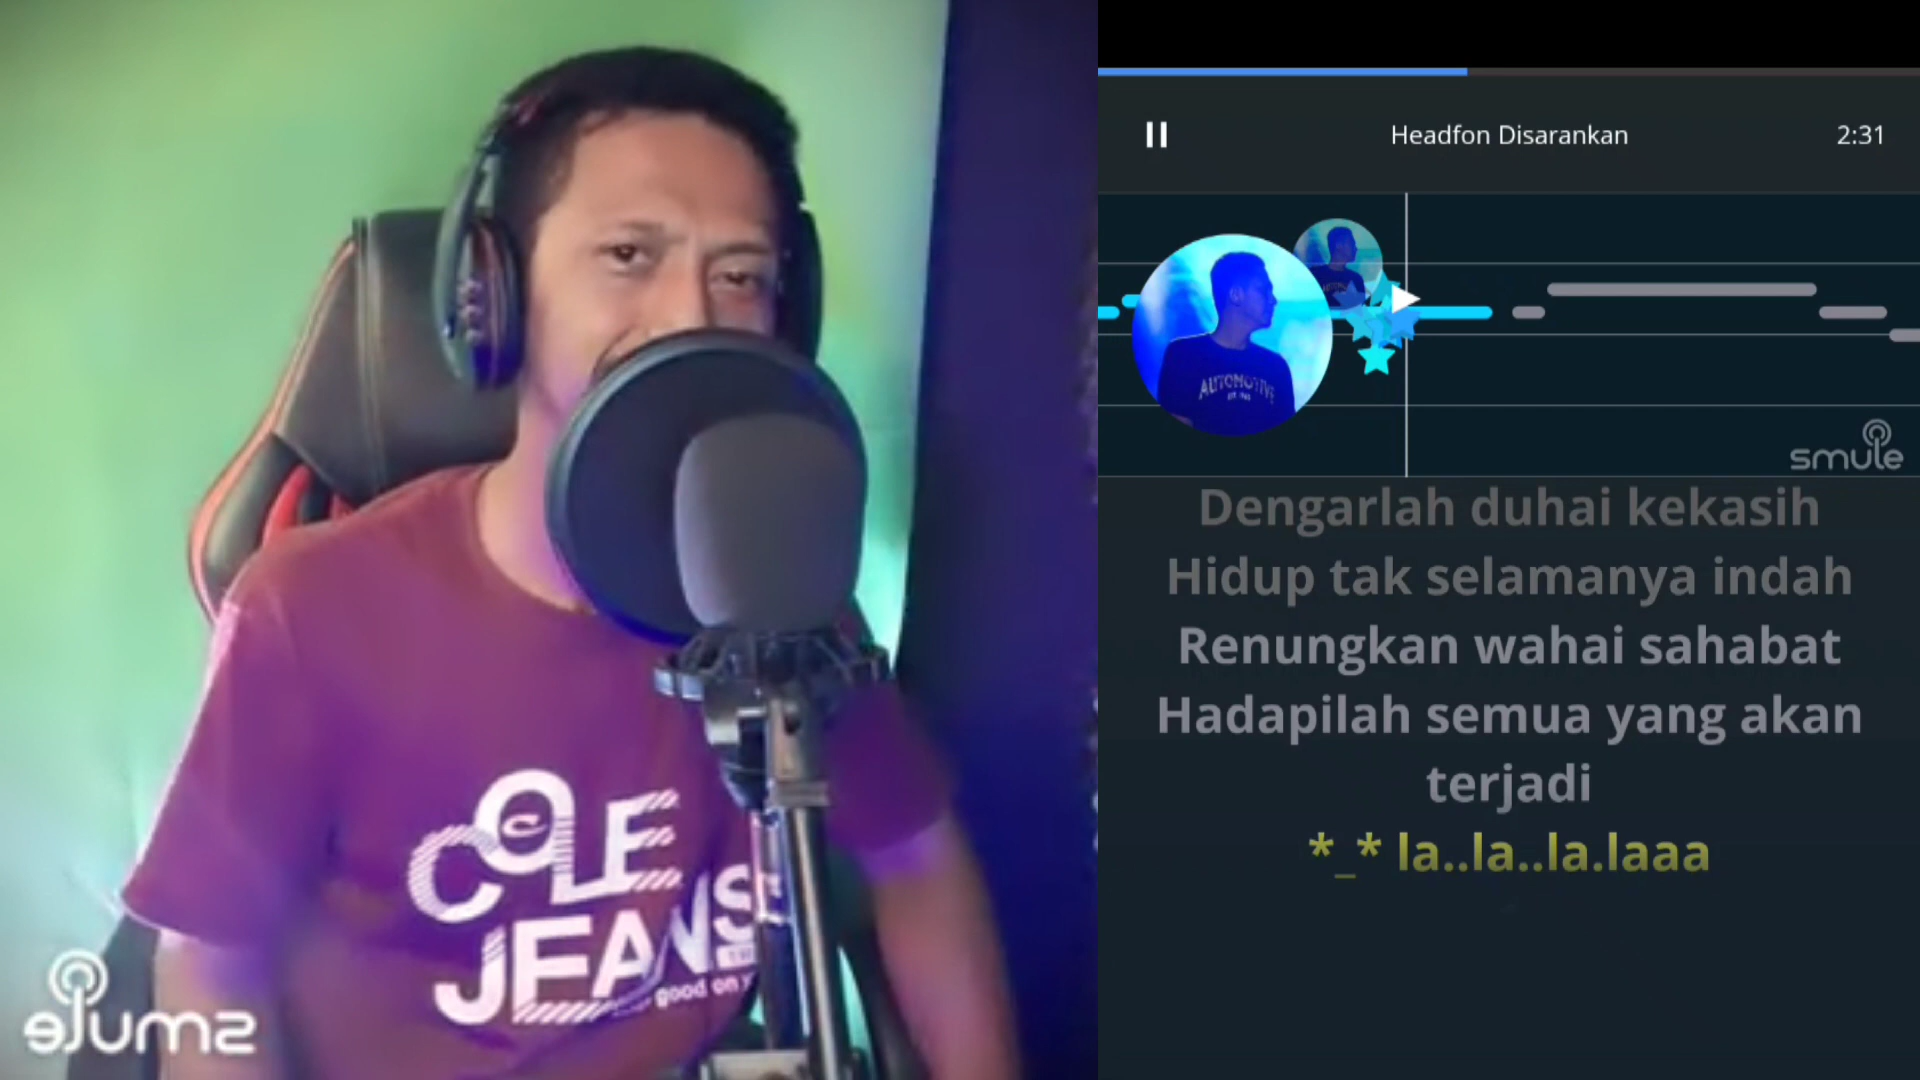 COLE
JEANS
good on y
smule
Headfon Disarankan
2:31
AUTOMOTIVE
smule
Dengarlah duhai kekasih
Hidup tak selamanya indah
Renungkan wahai sahabat
Hadapilah semua yang akan
terjadi
*_* la..la..la.laaa